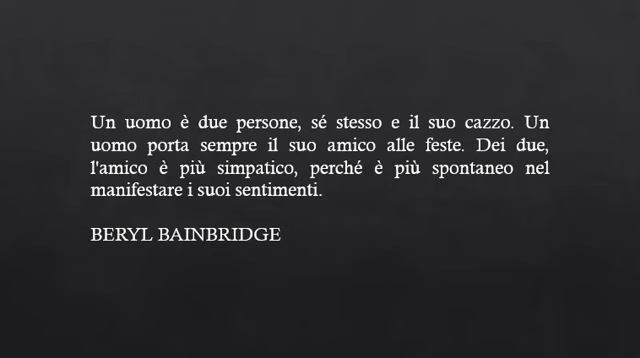 Un uomo è due persone, sé stesso e il suo cazzo. Un
uomo porta sempre il suo amico alle feste. Dei due,
l'amico è più simpatico, perché è più spontaneo nel
manifestare i suoi sentimenti.
BERYL BAINBRIDGE